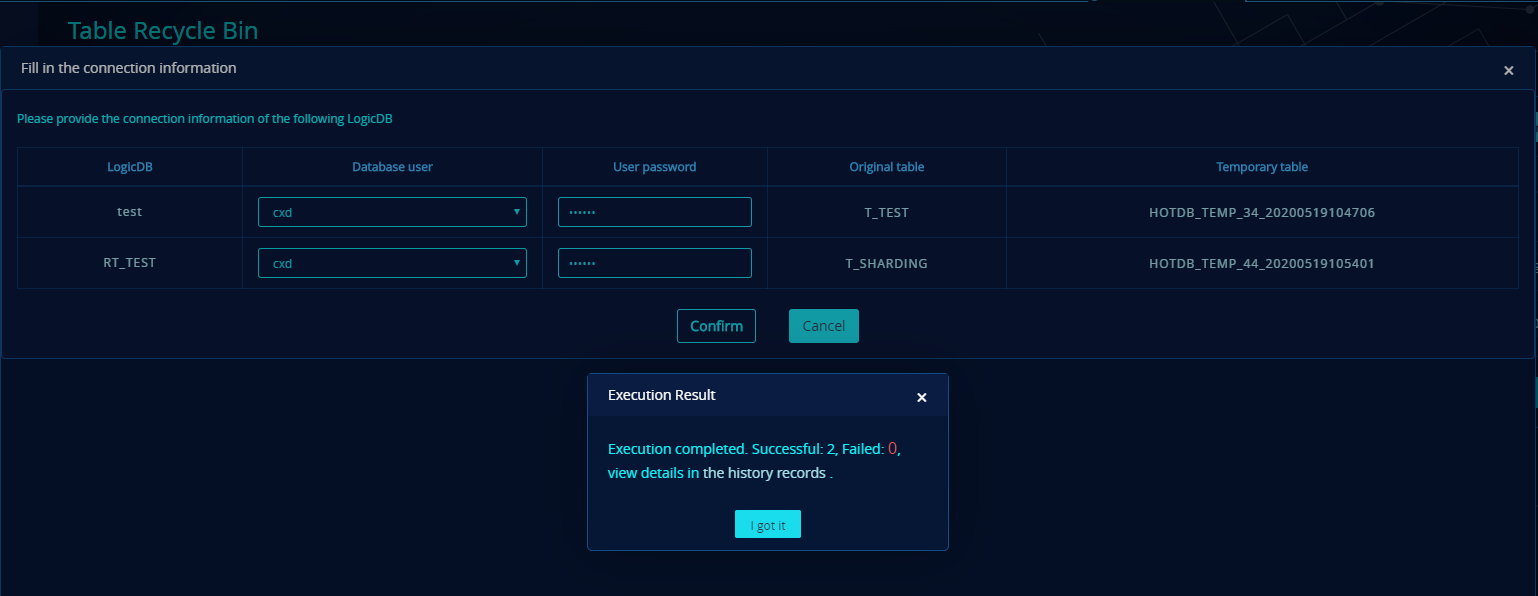 Table Recycle Bin
Fill in the connection information ×
Please provide the connection information of the following LogicDB
LogicDB Database user User password Original table Temporary table
test cxd •••••• T_TEST HOTDB_TEMP_34_20200519104706
RT_TEST cxd •••••• T_SHARDING HOTDB_TEMP_44_20200519105401
Confirm Cancel
Execution Result ×
Execution completed. Successful: 2, Failed: 0,
view details in the history records .
I got it